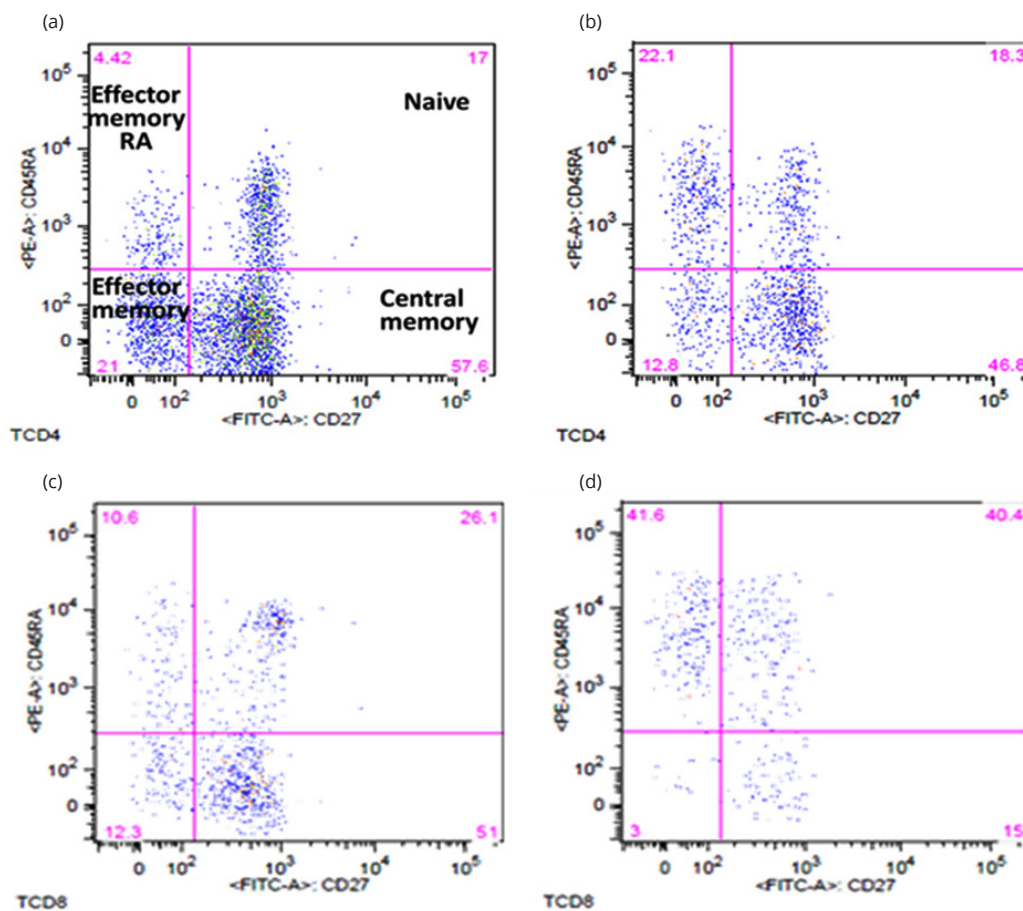 (a)
4.42 17
Effector
memory
RA
Naive
Effector
memory
Central
memory
21 57.6
10⁵
10⁴
10³
10²
0
<PE-A>: CD45RA
0 10² 10³ 10⁴ 10⁵
<FITC-A>: CD27
TCD4
(b)
22.1 18.3
10⁵
10⁴
10³
10²
0
<PE-A>: CD45RA
12.8 46.8
0 10² 10³ 10⁴ 10⁵
<FITC-A>: CD27
TCD4
(c)
10.6 26.1
10⁵
10⁴
10³
10²
0
<PE-A>: CD45RA
12.3 51
0 10² 10³ 10⁴ 10⁵
<FITC-A>: CD27
TCD8
(d)
41.6 40.4
10⁵
10⁴
10³
10²
0
<PE-A>: CD45RA
3 15
0 10² 10³ 10⁴ 10⁵
<FITC-A>: CD27
TCD8